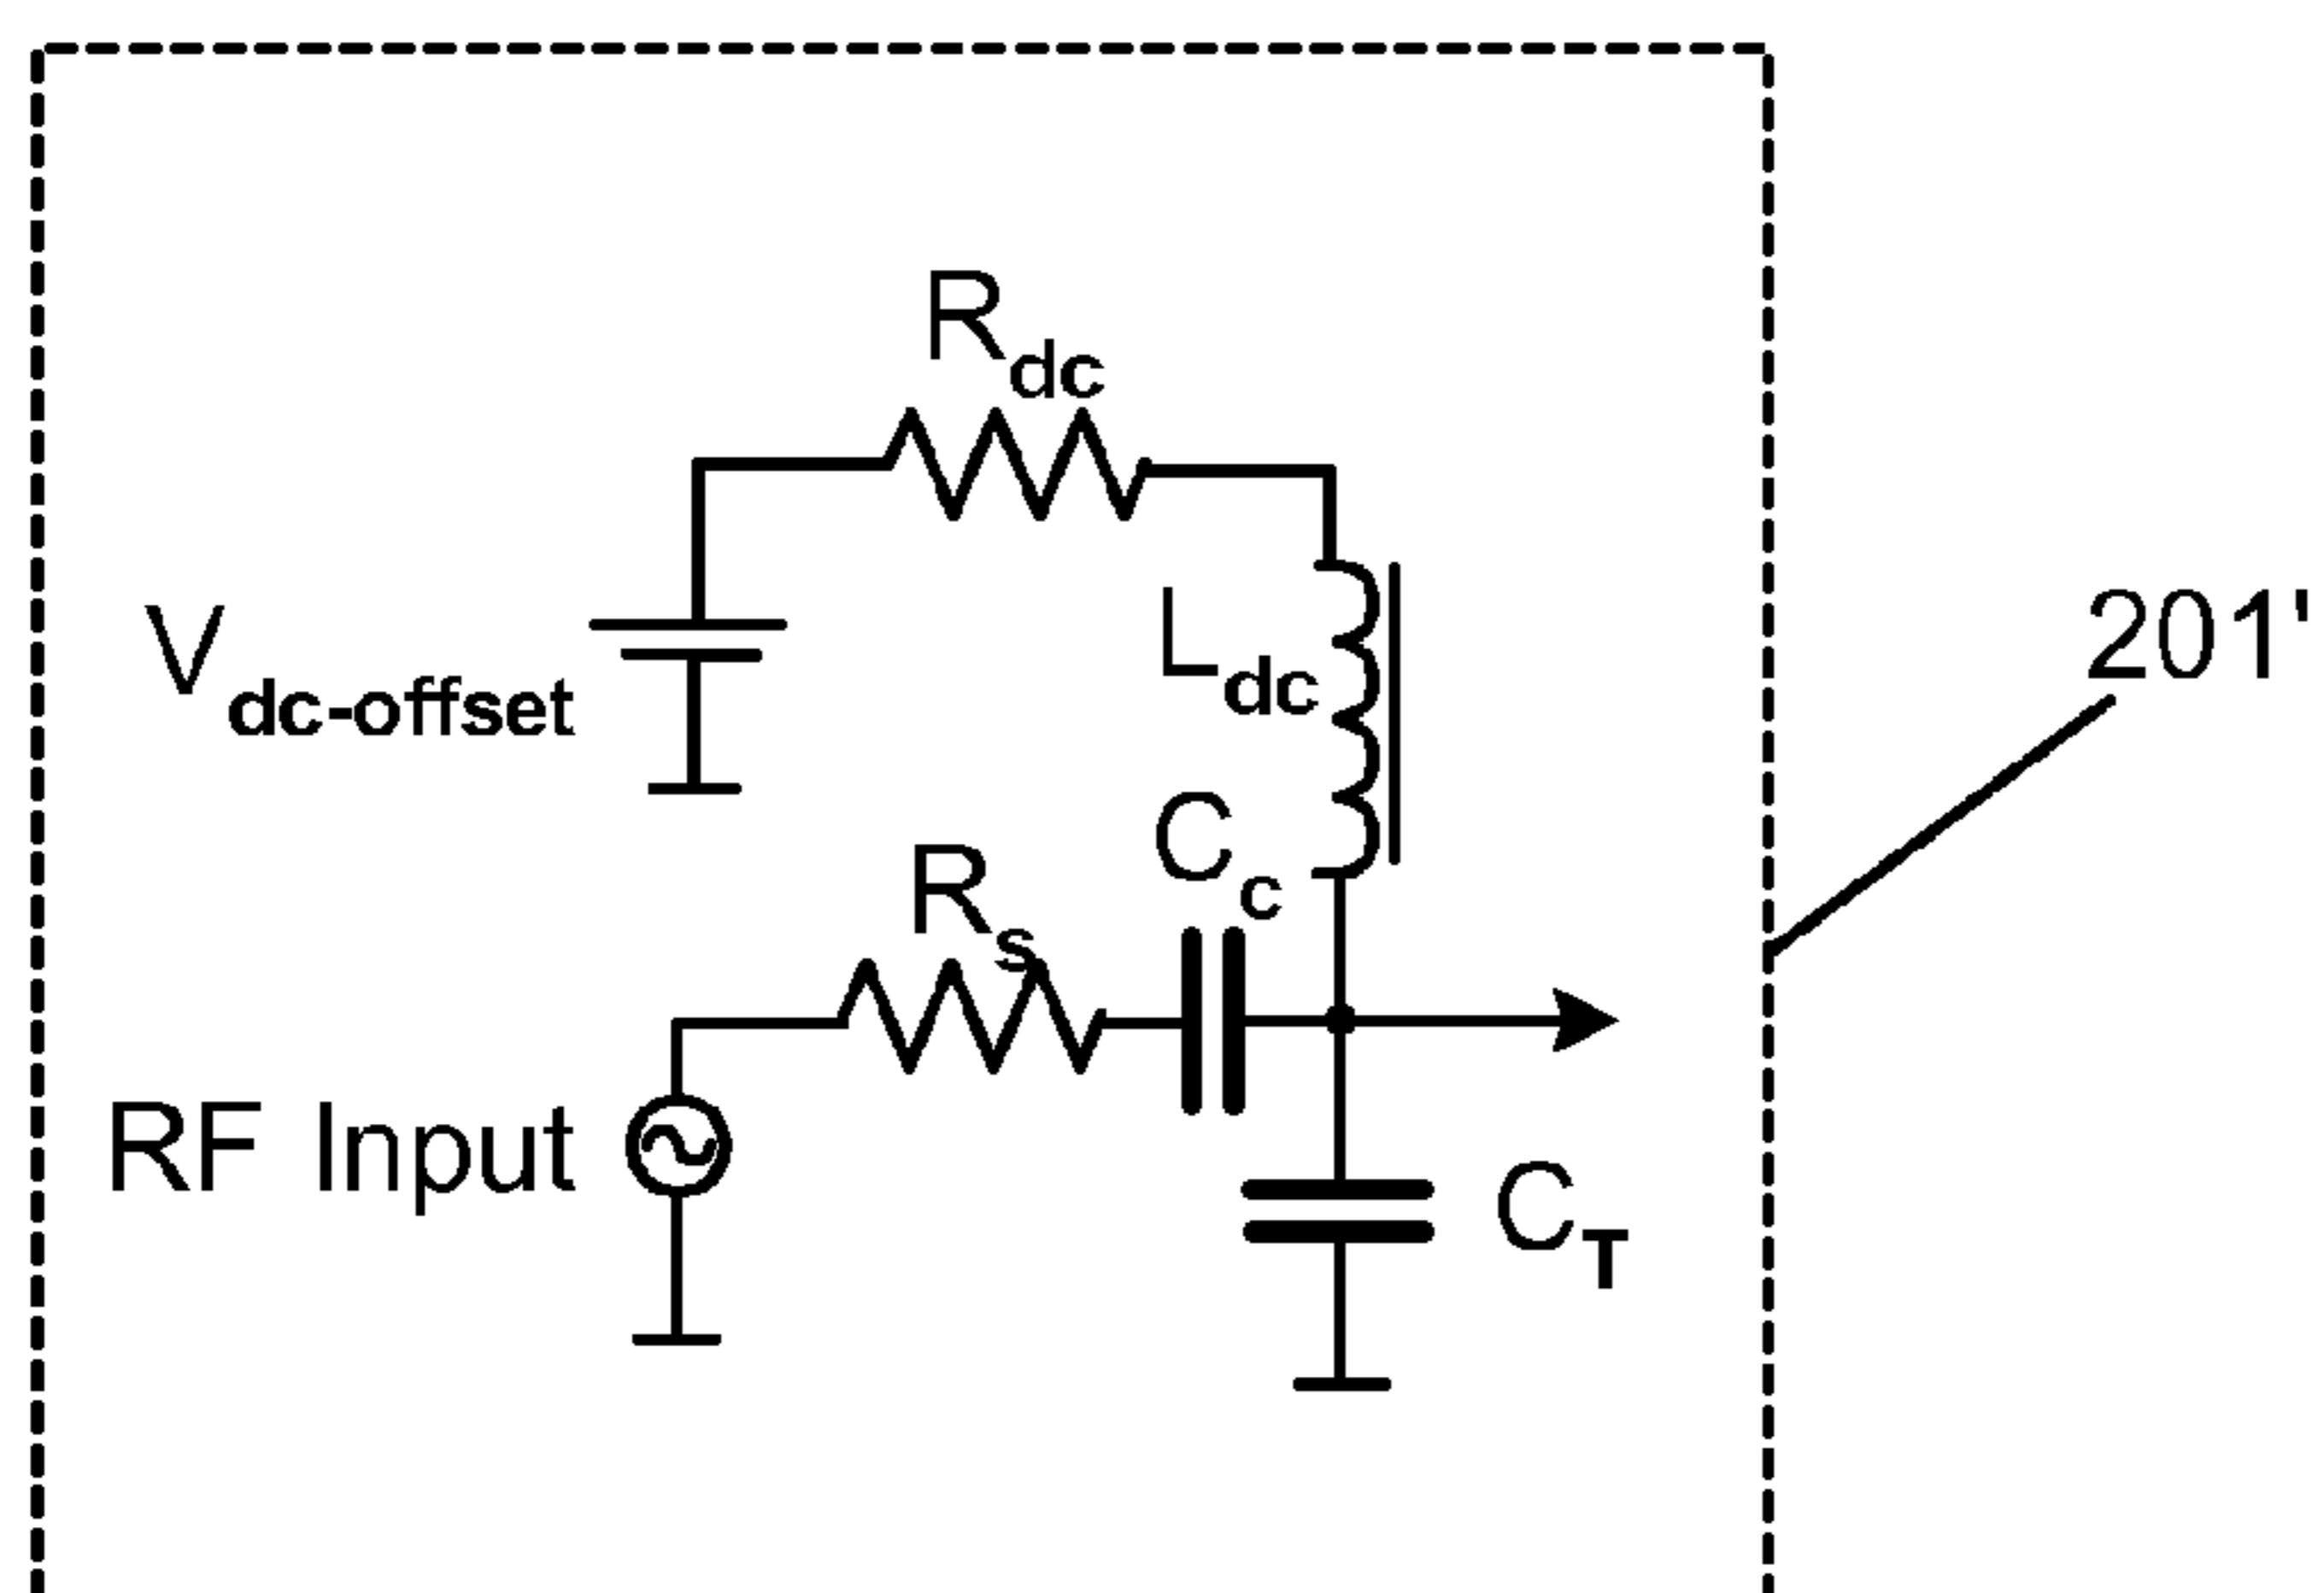 Rdc
Vdc-offset
Ldc
201'
Cc
Rs
RF Input
CT